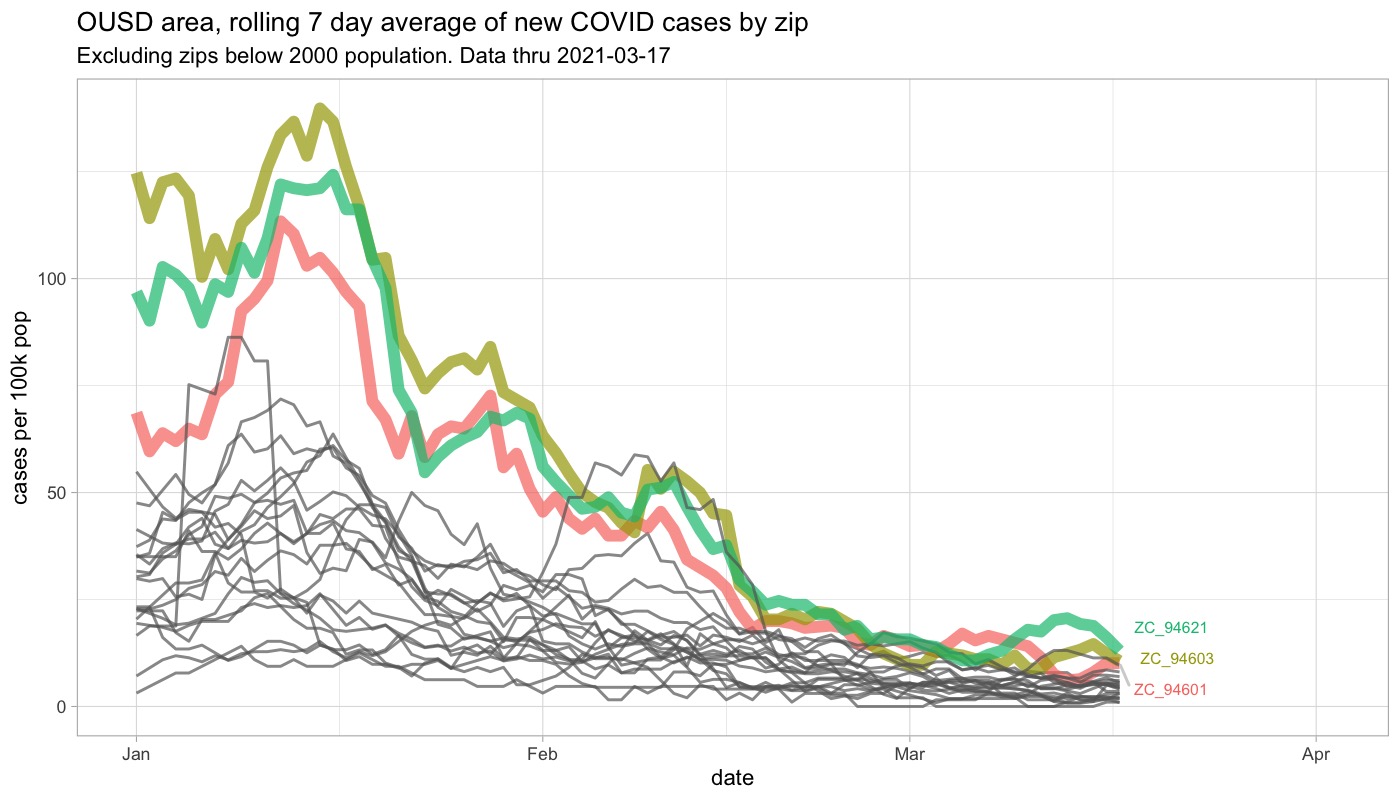 OUSD area, rolling 7 day average of new COVID cases by zip
Excluding zips below 2000 population. Data thru 2021-03-17
cases per 100k pop
100
50
0
ZC_94621
ZC_94603
ZC_94601
Jan
Feb
Mar
Apr
date